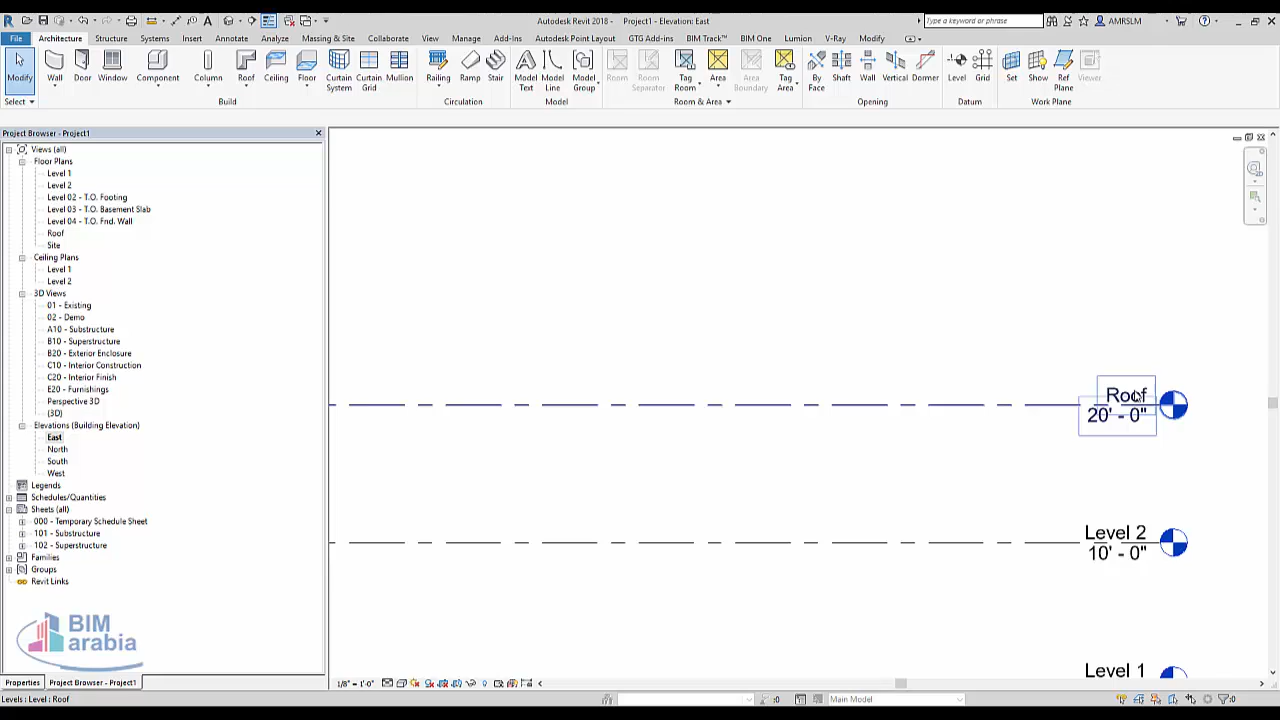 Autodesk Revit 2018 - Project1 - Elevation: East
Type a keyword or phrase
AMRSLM
File Architecture Structure Systems Insert Annotate Analyze Massing & Site Collaborate View Manage Add-Ins Autodesk Point Layout GTG Add-ins BIM Track™ BIM One Lumion V-Ray Modify
Modify Wall Door Window Component Column Roof Ceiling Floor Curtain System Curtain Grid Mullion Railing Ramp Stair Model Text Model Line Model Group Room Room Separator Tag Room Area Area Boundary Tag Area By Face Shaft Wall Vertical Dormer Level Grid Set Show Ref Plane Viewer
Select Build Circulation Model Room & Area Opening Datum Work Plane
Project Browser - Project1
Views (all)
Floor Plans
Level 1
Level 2
Level 02 - T.O. Footing
Level 03 - T.O. Basement Slab
Level 04 - T.O. Fnd. Wall
Roof
Site
Ceiling Plans
Level 1
Level 2
3D Views
01 - Existing
02 - Demo
A10 - Substructure
B10 - Superstructure
B20 - Exterior Enclosure
C10 - Interior Construction
C20 - Interior Finish
E20 - Furnishings
Perspective 3D
{3D}
Elevations (Building Elevation)
East
North
South
West
Legends
Schedules/Quantities
Sheets (all)
000 - Temporary Schedule Sheet
101 - Substructure
102 - Superstructure
Families
Groups
Revit Links
BIM
arabia
Roof
20' - 0"
Level 2
10' - 0"
Level 1
Properties Project Browser - Project1
1/8" = 1'-0"
Levels : Level : Roof
:0 Main Model :0